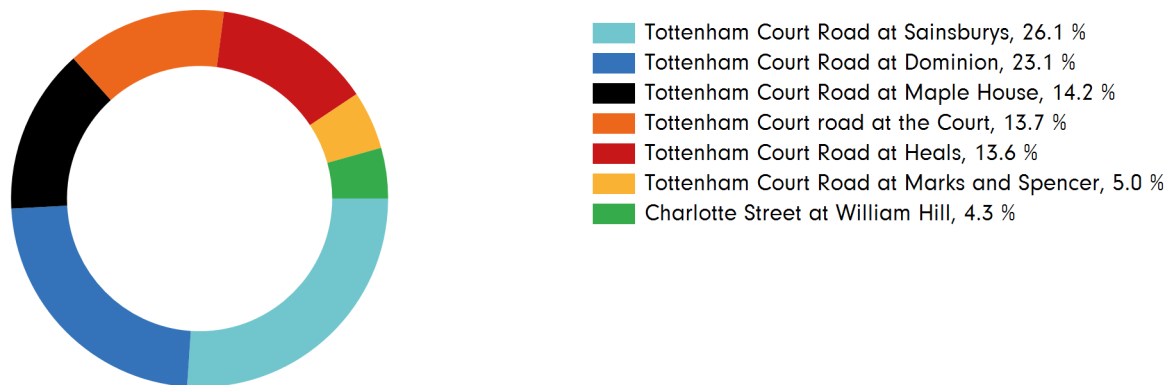 Tottenham Court Road at Sainsburys, 26.1 %
Tottenham Court Road at Dominion, 23.1 %
Tottenham Court Road at Maple House, 14.2 %
Tottenham Court road at the Court, 13.7 %
Tottenham Court Road at Heals, 13.6 %
Tottenham Court Road at Marks and Spencer, 5.0 %
Charlotte Street at William Hill, 4.3 %